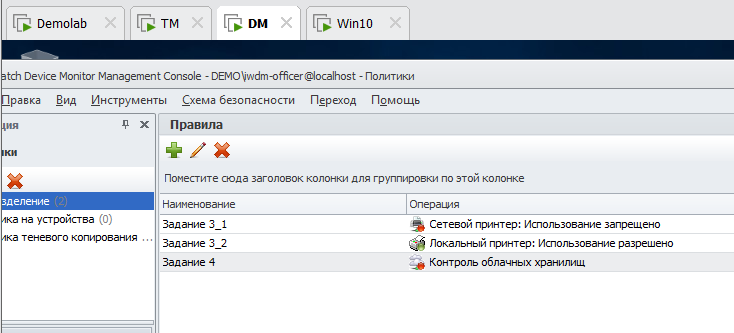 Demolab TM DM Win10
atch Device Monitor Management Console - DEMO\iwdm-officer@localhost - Политики
Правка Вид Инструменты Схема безопасности Переход Помощь
ция
Правила
ики
Поместите сюда заголовок колонки для группировки по этой колонке
зделение (2)
Наименование Операция
ика на устройства (0)
Задание 3_1 Сетевой принтер: Использование запрещено
ика теневого копирования ...
Задание 3_2 Локальный принтер: Использование разрешено
Задание 4 Контроль облачных хранилищ